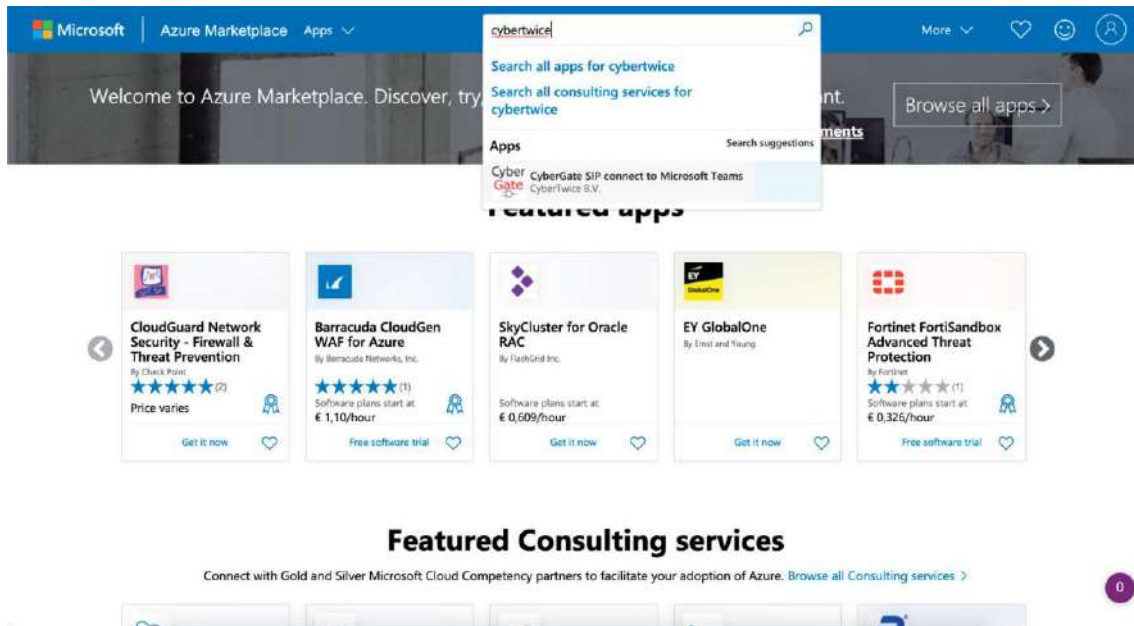 Microsoft
Azure Marketplace
Apps
cybertwice
More
Search all apps for cybertwice
Search all consulting services for
cybertwice
Apps
Search suggestions
Cyber
Gate
CyberGate SIP connect to Microsoft Teams
CyberTwice B.V.
Welcome to Azure Marketplace. Discover, try,
nt.
ments
Browse all apps >
Featured apps
CloudGuard Network
Security - Firewall &
Threat Prevention
By Check Point
(2)
Price varies
Get it now
Barracuda CloudGen
WAF for Azure
By Barracuda Networks, Inc.
(1)
Software plans start at
€ 1,10/hour
Free software trial
SkyCluster for Oracle
RAC
By FlashGrid Inc.
Software plans start at
€ 0,609/hour
Get it now
EY
GlobalOne
EY GlobalOne
By Ernst and Young
Get it now
Fortinet FortiSandbox
Advanced Threat
Protection
By Fortinet
(1)
Software plans start at
€ 0,326/hour
Free software trial
Featured Consulting services
Connect with Gold and Silver Microsoft Cloud Competency partners to facilitate your adoption of Azure. Browse all Consulting services >
0